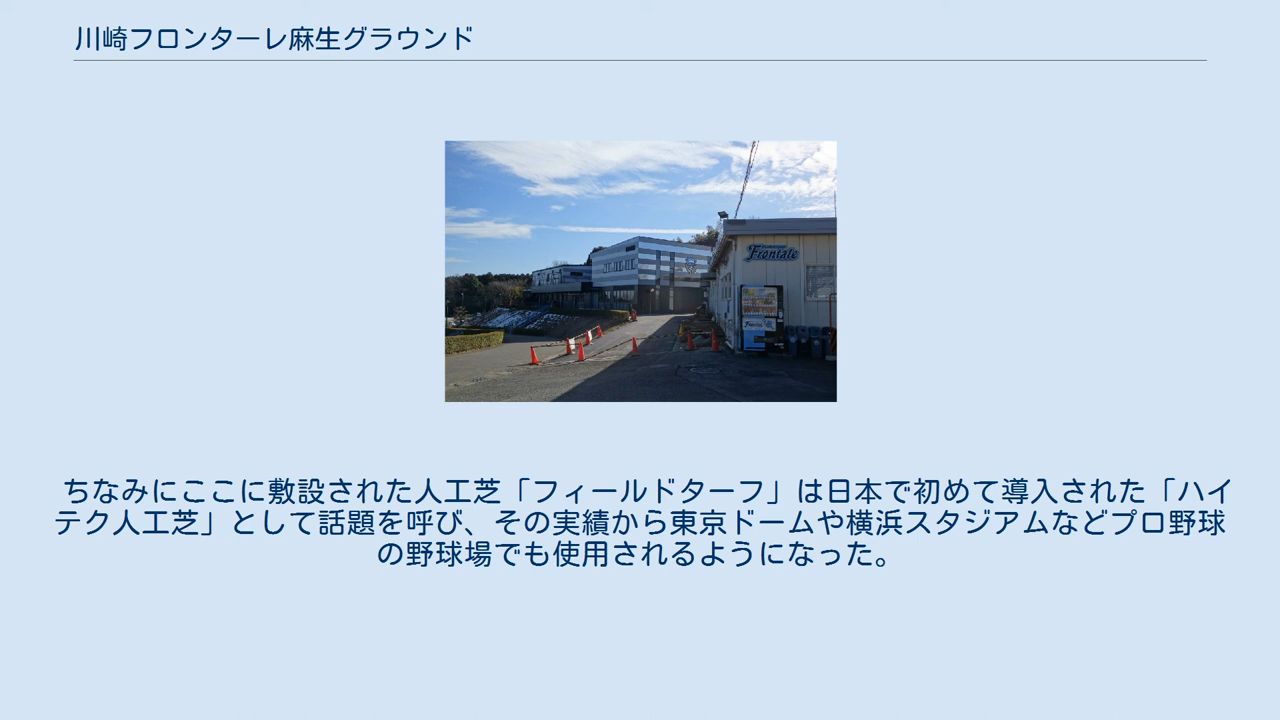 川崎フロンターレ麻生グラウンド
Frontale
ちなみにここに敷設された人工芝「フィールドターフ」は日本で初めて導入された「ハイ
テク人工芝」として話題を呼び、その実績から東京ドームや横浜スタジアムなどプロ野球
の野球場でも使用されるようになった。